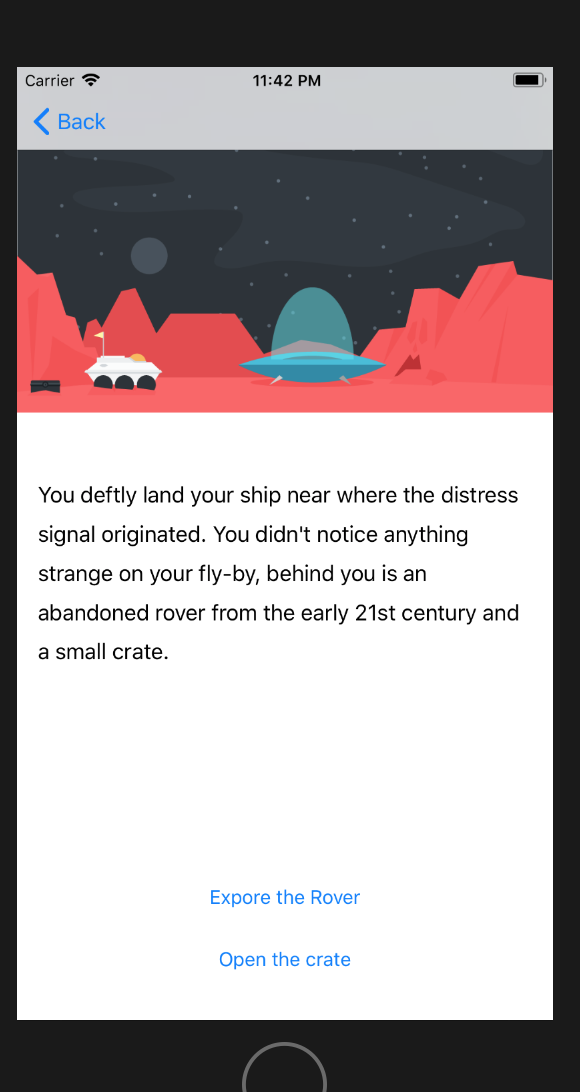 Carrier 11:42 PM
Back
You deftly land your ship near where the distress
signal originated. You didn't notice anything
strange on your fly-by, behind you is an
abandoned rover from the early 21st century and
a small crate.
Expore the Rover
Open the crate